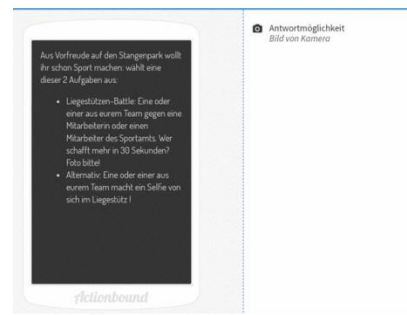 Aus Vorfreude auf den Stangenpark wollt
ihr schon Sport machen: wählt eine
dieser 2 Aufgaben aus:
• Liegestützen-Battle: Eine oder
einer aus eurem Team gegen eine
Mitarbeiterin oder einen
Mitarbeiter des Sportamts. Wer
schafft mehr in 30 Sekunden?
Foto bitte!
• Alternativ: Eine oder einer aus
eurem Team macht ein Selfie von
sich im Liegestütz !
Actionbound
Antwortmöglichkeit
Bild von Kamera